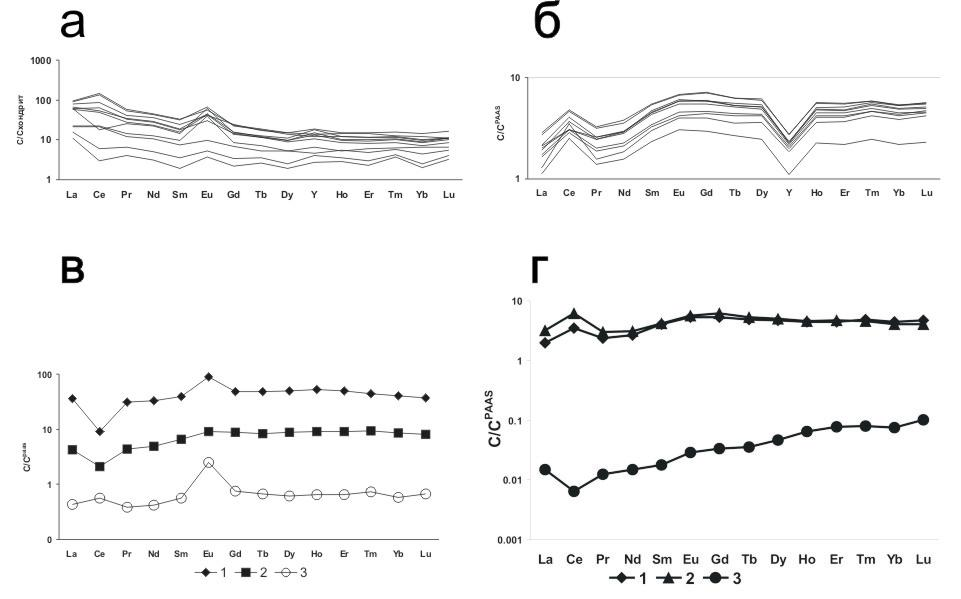 а
С/Схондрит
1000
100
10
1
La Ce Pr Nd Sm Eu Gd Tb Dy Y Ho Er Tm Yb Lu
б
C/C^PAAS
10
1
La Ce Pr Nd Sm Eu Gd Tb Dy Y Ho Er Tm Yb Lu
в
C/C^paas
100
10
1
0
La Ce Pr Nd Sm Eu Gd Tb Dy Ho Er Tm Yb Lu
1 2 3
г
C/C^PAAS
10
1
0.1
0.01
0.001
La Ce Pr Nd Sm Eu Gd Tb Dy Ho Er Tm Yb Lu
1 2 3